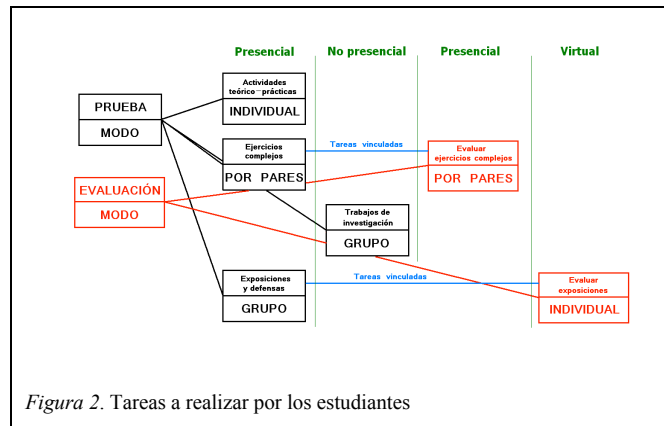 Presencial No presencial Presencial Virtual
Actividades
teórico-prácticas
INDIVIDUAL
PRUEBA
MODO
Ejercicios
complejos
POR PARES
Tareas vinculadas
Evaluar
ejercicios complejos
POR PARES
EVALUACIÓN
MODO
Trabajos de
investigación
GRUPO
Exposiciones
y defensas
GRUPO
Tareas vinculadas
Evaluar
exposiciones
INDIVIDUAL
Figura 2. Tareas a realizar por los estudiantes